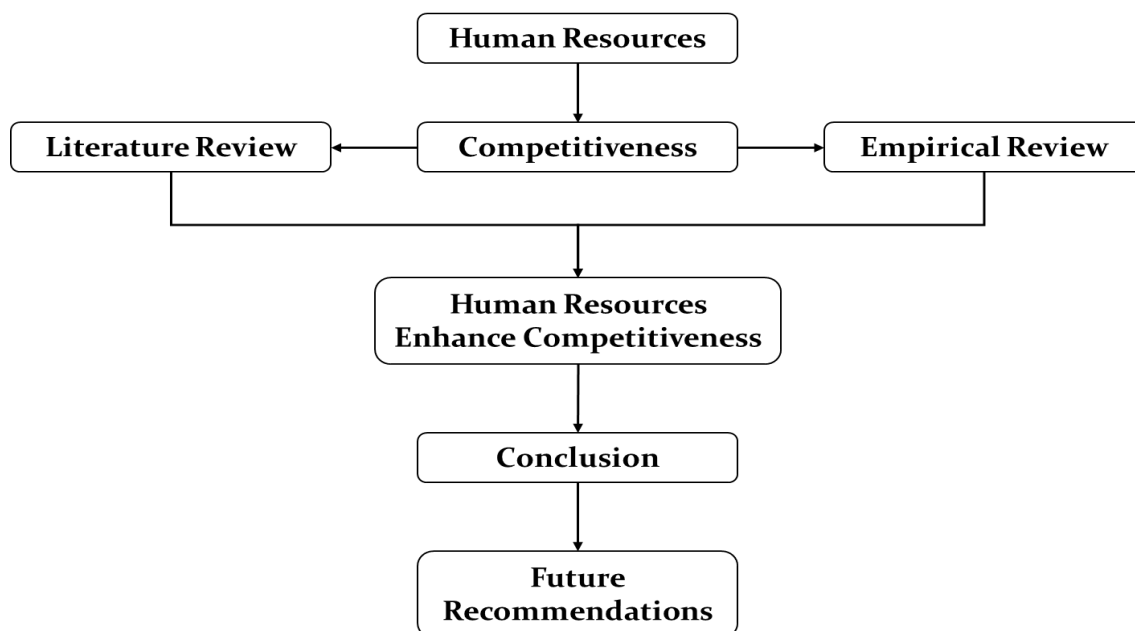 Human Resources
Literature Review
Competitiveness
Empirical Review
Human Resources
Enhance Competitiveness
Conclusion
Future
Recommendations